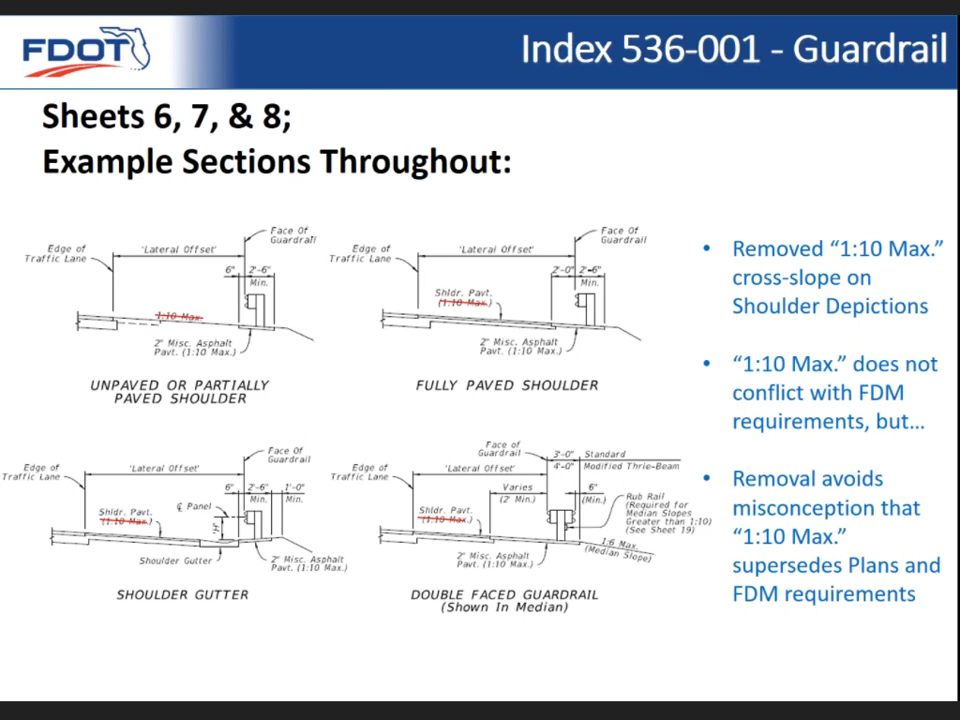 FDOT
Index 536-001 - Guardrail
Sheets 6, 7, & 8;
Example Sections Throughout:
Face Of
Guardrail
Edge of
Traffic Lane
'Lateral Offset'
6"
2'-6"
Min.
1:10 Max.
2" Misc. Asphalt
Pavt. (1:10 Max.)
UNPAVED OR PARTIALLY
PAVED SHOULDER
Face Of
Guardrail
Edge of
Traffic Lane
'Lateral Offset'
2'-0"
2'-6"
Min.
Shldr. Pavt.
(1:10 Max.)
2" Misc. Asphalt
Pavt. (1:10 Max.)
FULLY PAVED SHOULDER
Face Of
Guardrail
Edge of
Traffic Lane
'Lateral Offset'
6"
2'-6"
Min.
1'-0"
Min.
℄ Panel
Shldr. Pavt.
(1:10 Max.)
Shoulder Gutter
2" Misc. Asphalt
Pavt. (1:10 Max.)
SHOULDER GUTTER
Face of
Guardrail
3'-0" Standard
4'-0" Modified Thrie-Beam
Edge of
Traffic Lane
'Lateral Offset'
Varies
(2' Min.)
6"
(Min.)
Shldr. Pavt.
(1:10 Max.)
Rub Rail
(Required for
Median Slopes
Greater than 1:10)
(See Sheet 19)
1:6 Max.
(Median Slope)
2" Misc. Asphalt
Pavt. (1:10 Max.)
DOUBLE FACED GUARDRAIL
(Shown In Median)
• Removed “1:10 Max.”
cross-slope on
Shoulder Depictions
• “1:10 Max.” does not
conflict with FDM
requirements, but…
• Removal avoids
misconception that
“1:10 Max.”
supersedes Plans and
FDM requirements